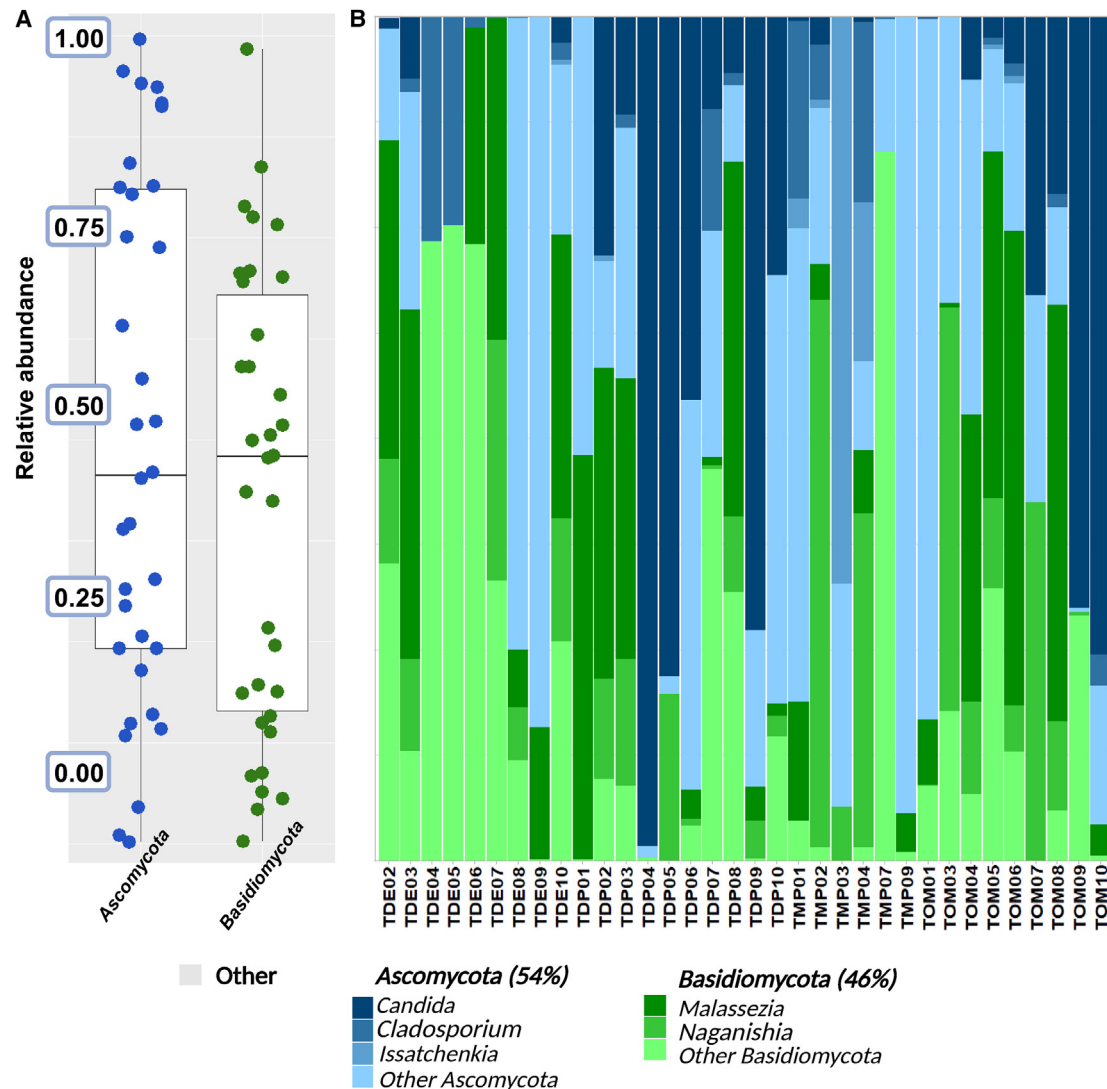 A
B
Relative abundance
1.00
0.75
0.50
0.25
0.00
Ascomycota
Basidiomycota
TDE02
TDE03
TDE04
TDE05
TDE06
TDE07
TDE08
TDE09
TDE10
TDP01
TDP02
TDP03
TDP04
TDP05
TDP06
TDP07
TDP08
TDP09
TDP10
TMP01
TMP02
TMP03
TMP04
TMP07
TMP09
TOM01
TOM03
TOM04
TOM05
TOM06
TOM07
TOM08
TOM09
TOM10
Other
Ascomycota (54%)
Candida
Cladosporium
Issatchenkia
Other Ascomycota
Basidiomycota (46%)
Malassezia
Naganishia
Other Basidiomycota